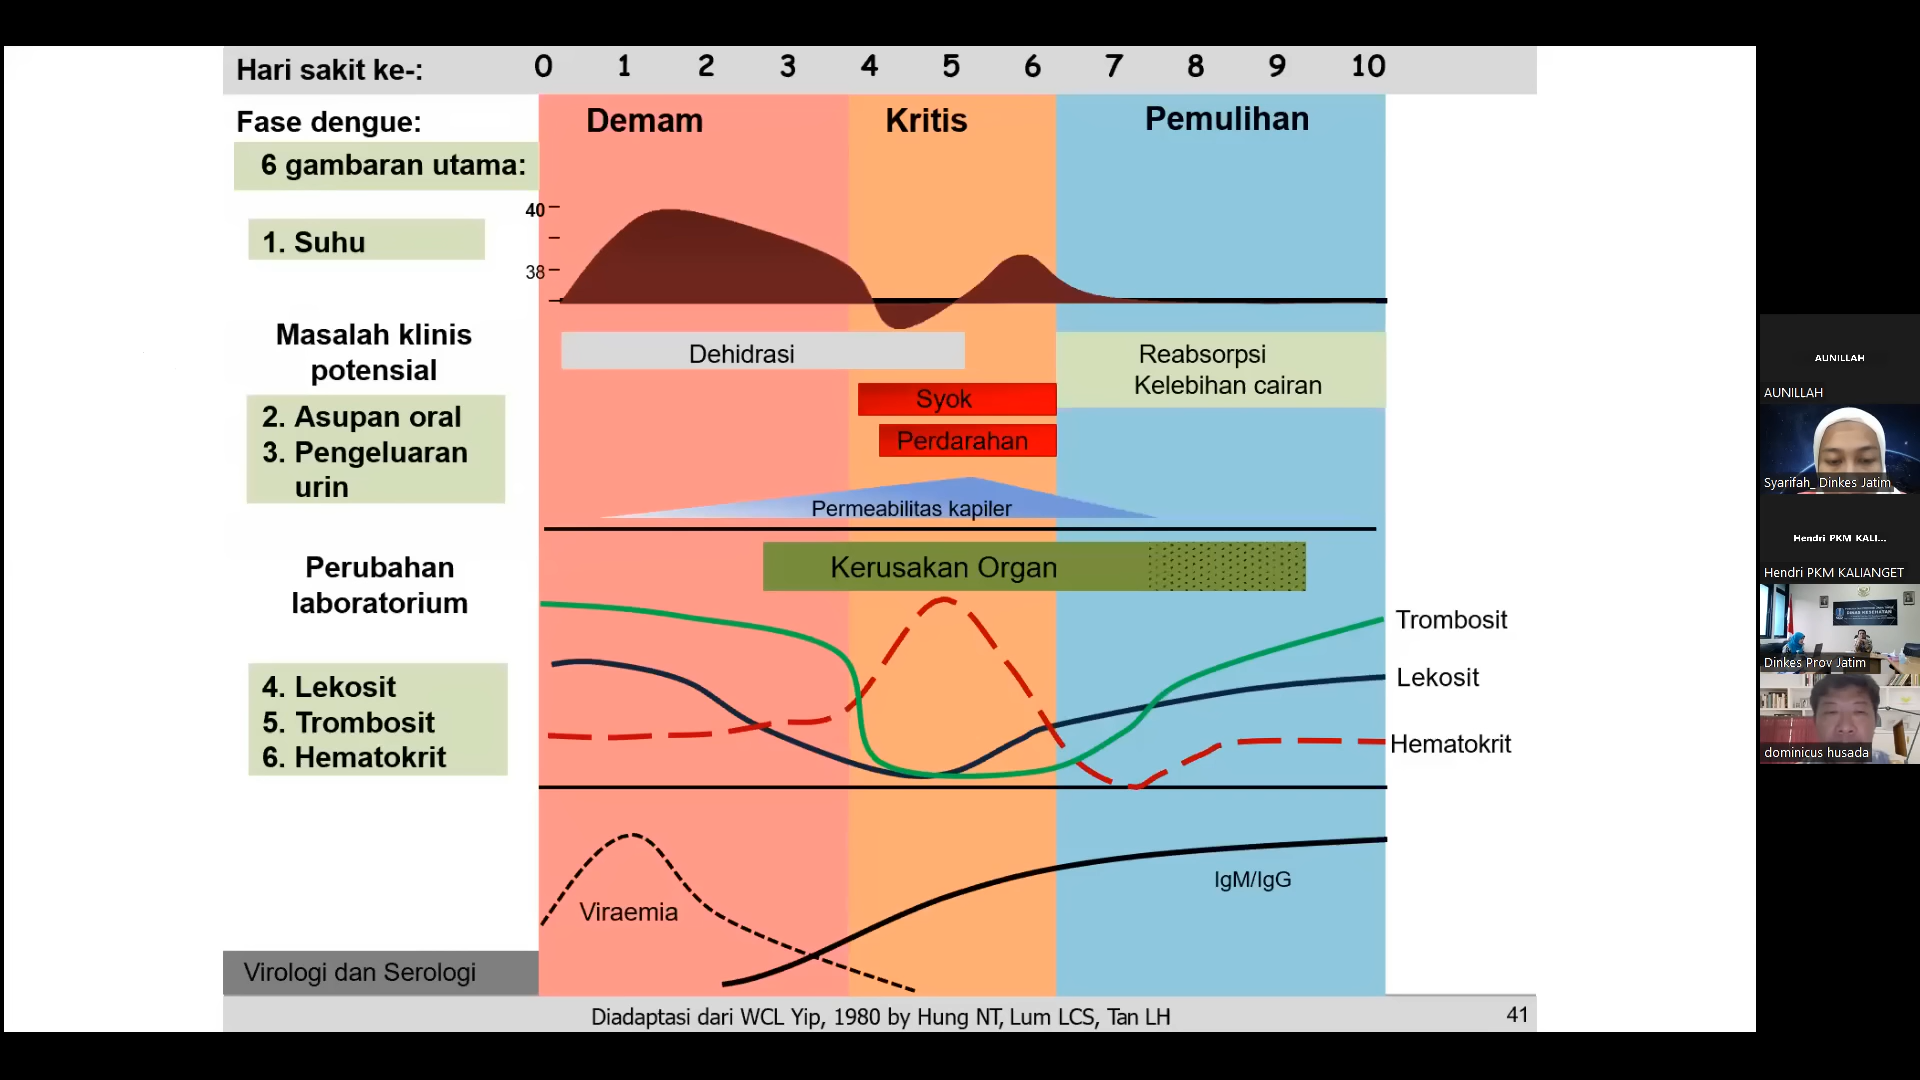 Hari sakit ke-: 0 1 2 3 4 5 6 7 8 9 10
Fase dengue: Demam Kritis Pemulihan
6 gambaran utama:
40
1. Suhu
38
Masalah klinis
potensial
Dehidrasi
Reabsorpsi
Kelebihan cairan
Syok
2. Asupan oral
3. Pengeluaran
urin
Perdarahan
Permeabilitas kapiler
Perubahan
laboratorium
Kerusakan Organ
Trombosit
Lekosit
Hematokrit
4. Lekosit
5. Trombosit
6. Hematokrit
Viraemia
IgM/IgG
Virologi dan Serologi
Diadaptasi dari WCL Yip, 1980 by Hung NT, Lum LCS, Tan LH
41
AUNILLAH
AUNILLAH
Syarifah_ Dinkes Jatim
Hendri PKM KALI...
Hendri PKM KALIANGET
Dinkes Prov Jatim
dominicus husada